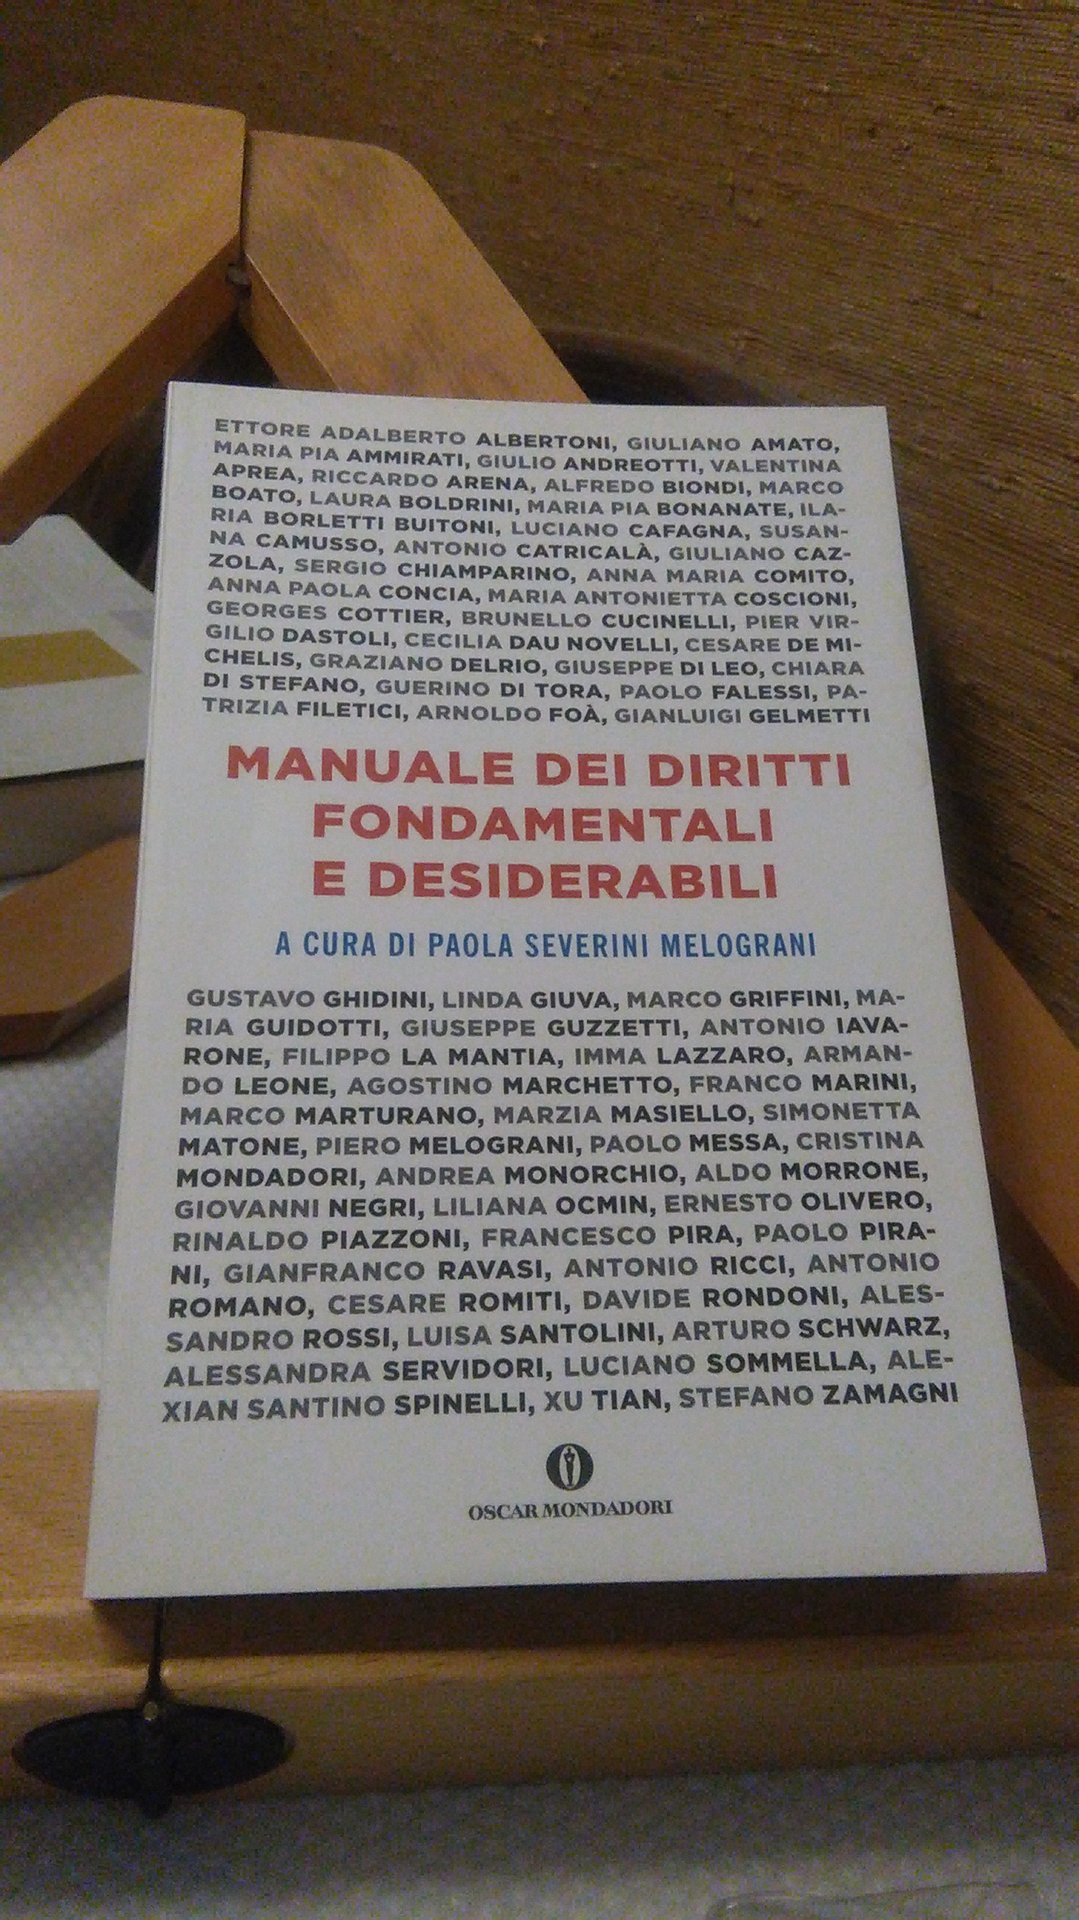 ETTORE ADALBERTO ALBERTONI, GIULIANO AMATO,
MARIA PIA AMMIRATI, GIULIO ANDREOTTI, VALENTINA
APREA, RICCARDO ARENA, ALFREDO BIONDI, MARCO
BOATO, LAURA BOLDRINI, MARIA PIA BONANATE, ILA-
RIA BORLETTI BUITONI, LUCIANO CAFAGNA, SUSAN-
NA CAMUSSO, ANTONIO CATRICALÀ, GIULIANO CAZ-
ZOLA, SERGIO CHIAMPARINO, ANNA MARIA COMITO,
ANNA PAOLA CONCIA, MARIA ANTONIETTA COSCIONI,
GEORGES COTTIER, BRUNELLO CUCINELLI, PIER VIR-
GILIO DASTOLI, CECILIA DAU NOVELLI, CESARE DE MI-
CHELIS, GRAZIANO DELRIO, GIUSEPPE DI LEO, CHIARA
DI STEFANO, GUERINO DI TORA, PAOLO FALESSI, PA-
TRIZIA FILETICI, ARNOLDO FOÀ, GIANLUIGI GELMETTI
MANUALE DEI DIRITTI
FONDAMENTALI
E DESIDERABILI
A CURA DI PAOLA SEVERINI MELOGRANI
GUSTAVO GHIDINI, LINDA GIUVA, MARCO GRIFFINI, MA-
RIA GUIDOTTI, GIUSEPPE GUZZETTI, ANTONIO IAVA-
RONE, FILIPPO LA MANTIA, IMMA LAZZARO, ARMAN-
DO LEONE, AGOSTINO MARCHETTO, FRANCO MARINI,
MARCO MARTURANO, MARZIA MASIELLO, SIMONETTA
MATONE, PIERO MELOGRANI, PAOLO MESSA, CRISTINA
MONDADORI, ANDREA MONORCHIO, ALDO MORRONE,
GIOVANNI NEGRI, LILIANA OCMIN, ERNESTO OLIVERO,
RINALDO PIAZZONI, FRANCESCO PIRA, PAOLO PIRA-
NI, GIANFRANCO RAVASI, ANTONIO RICCI, ANTONIO
ROMANO, CESARE ROMITI, DAVIDE RONDONI, ALES-
SANDRO ROSSI, LUISA SANTOLINI, ARTURO SCHWARZ,
ALESSANDRA SERVIDORI, LUCIANO SOMMELLA, ALE-
XIAN SANTINO SPINELLI, XU TIAN, STEFANO ZAMAGNI
OSCAR MONDADORI